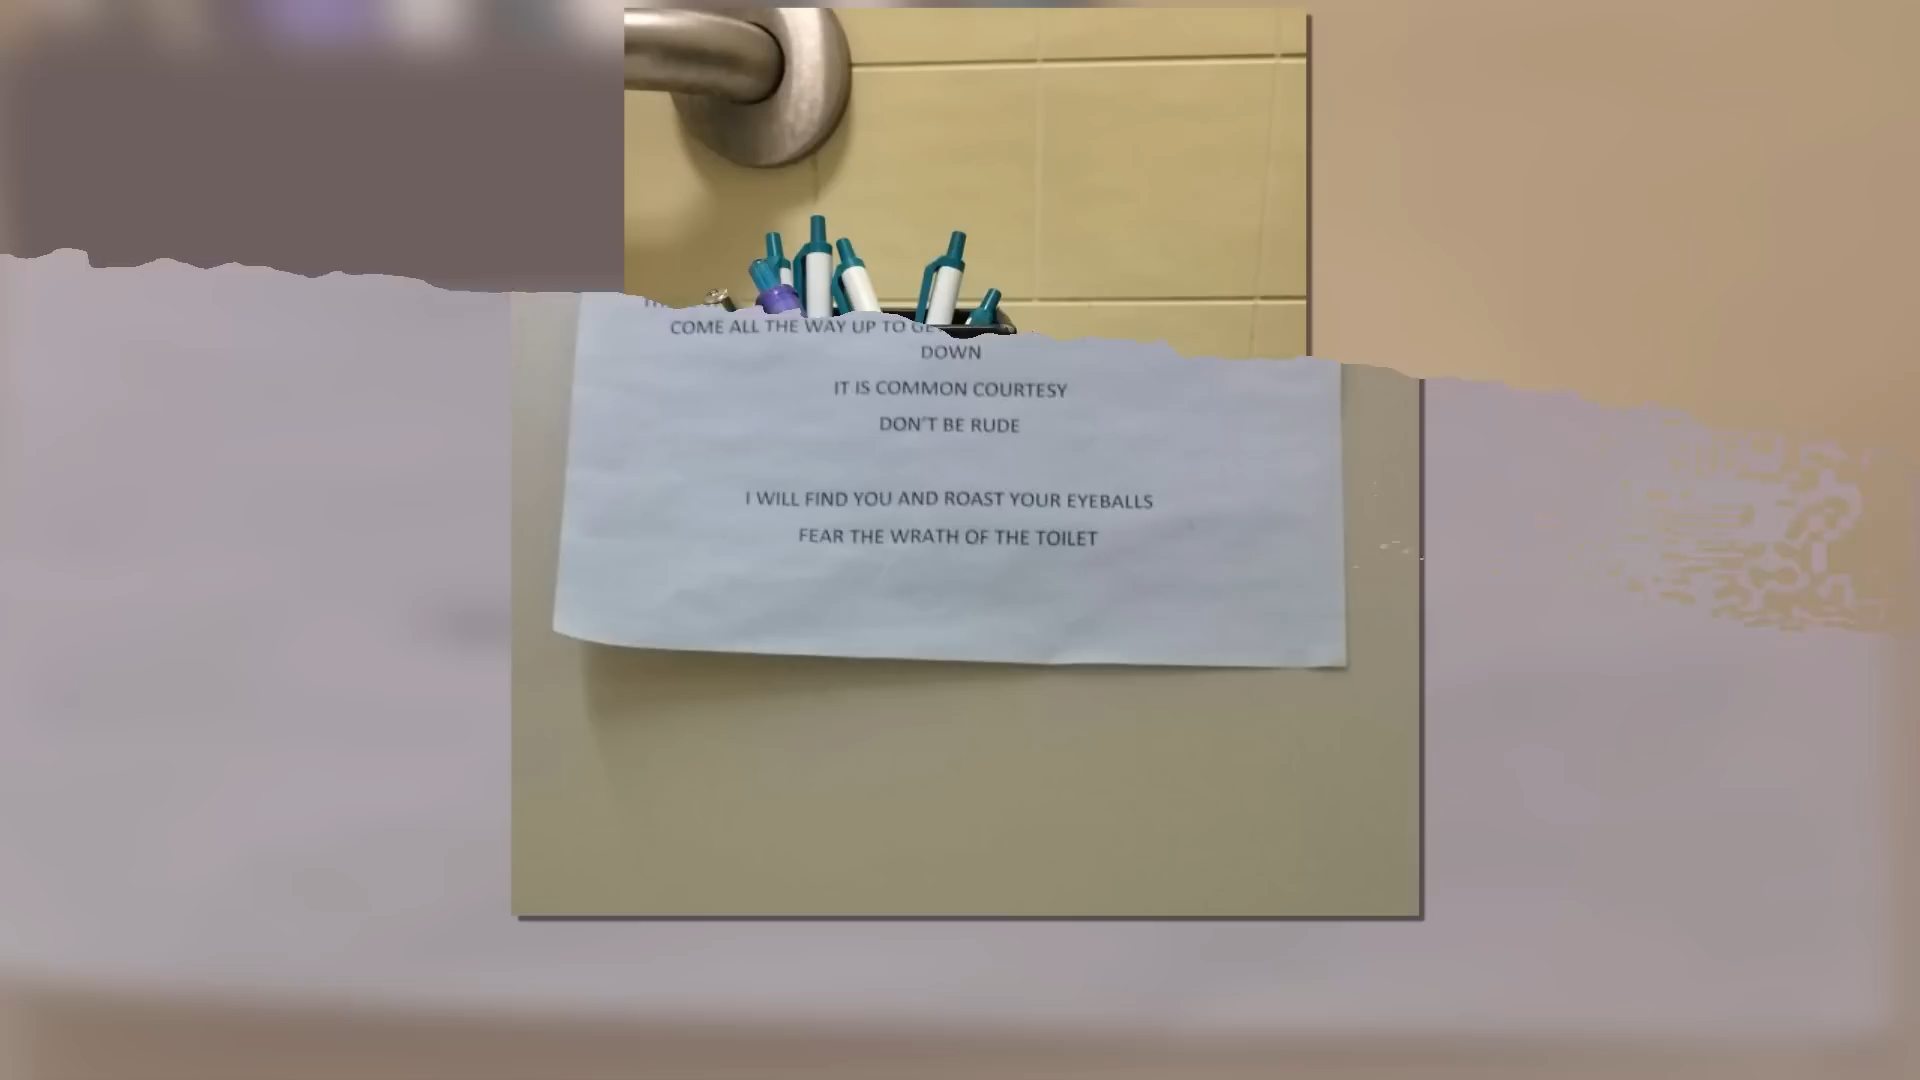 COME ALL THE WAY UP TO
DOWN
IT IS COMMON COURTESY
DON'T BE RUDE
I WILL FIND YOU AND ROAST YOUR EYEBALLS
FEAR THE WRATH OF THE TOILET